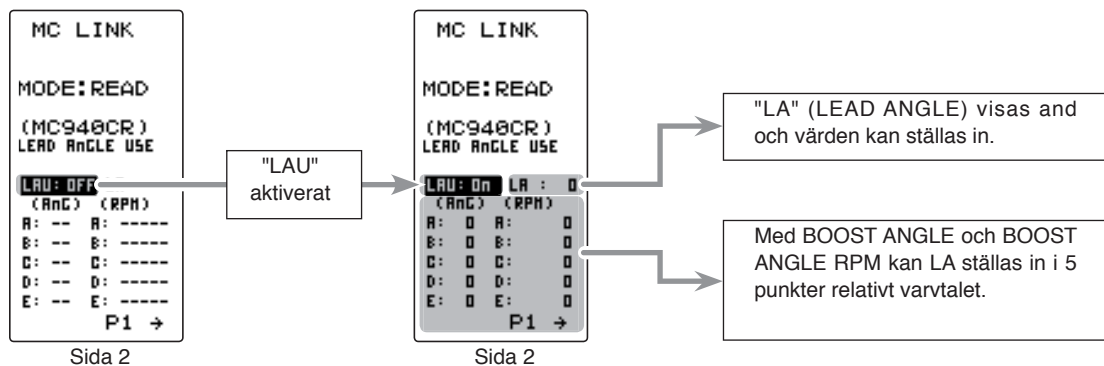 MC LINK
MODE:READ
(MC940CR)
LEAD AnGLE USE
LAU: OFF
(AnG) (RPM)
A: -- A: -----
B: -- B: -----
C: -- C: -----
D: -- D: -----
E: -- E: -----
P1 →
Sida 2
"LAU"
aktiverat
MC LINK
MODE:READ
(MC940CR)
LEAD AnGLE USE
LAU: On LA : 0
(AnG) (RPM)
A: 0 A: 0
B: 0 B: 0
C: 0 C: 0
D: 0 D: 0
E: 0 E: 0
P1 →
Sida 2
"LA" (LEAD ANGLE) visas and
och värden kan ställas in.
Med BOOST ANGLE och BOOST
ANGLE RPM kan LA ställas in i 5
punkter relativt varvtalet.